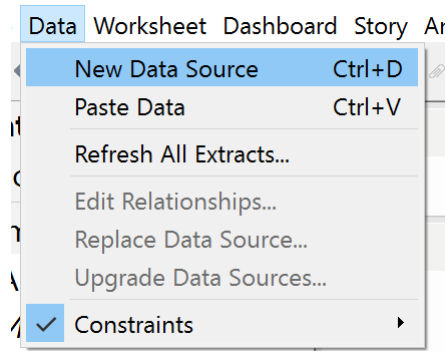 Data Worksheet Dashboard Story
New Data Source Ctrl+D
Paste Data Ctrl+V
Refresh All Extracts...
Edit Relationships...
Replace Data Source...
Upgrade Data Sources...
Constraints